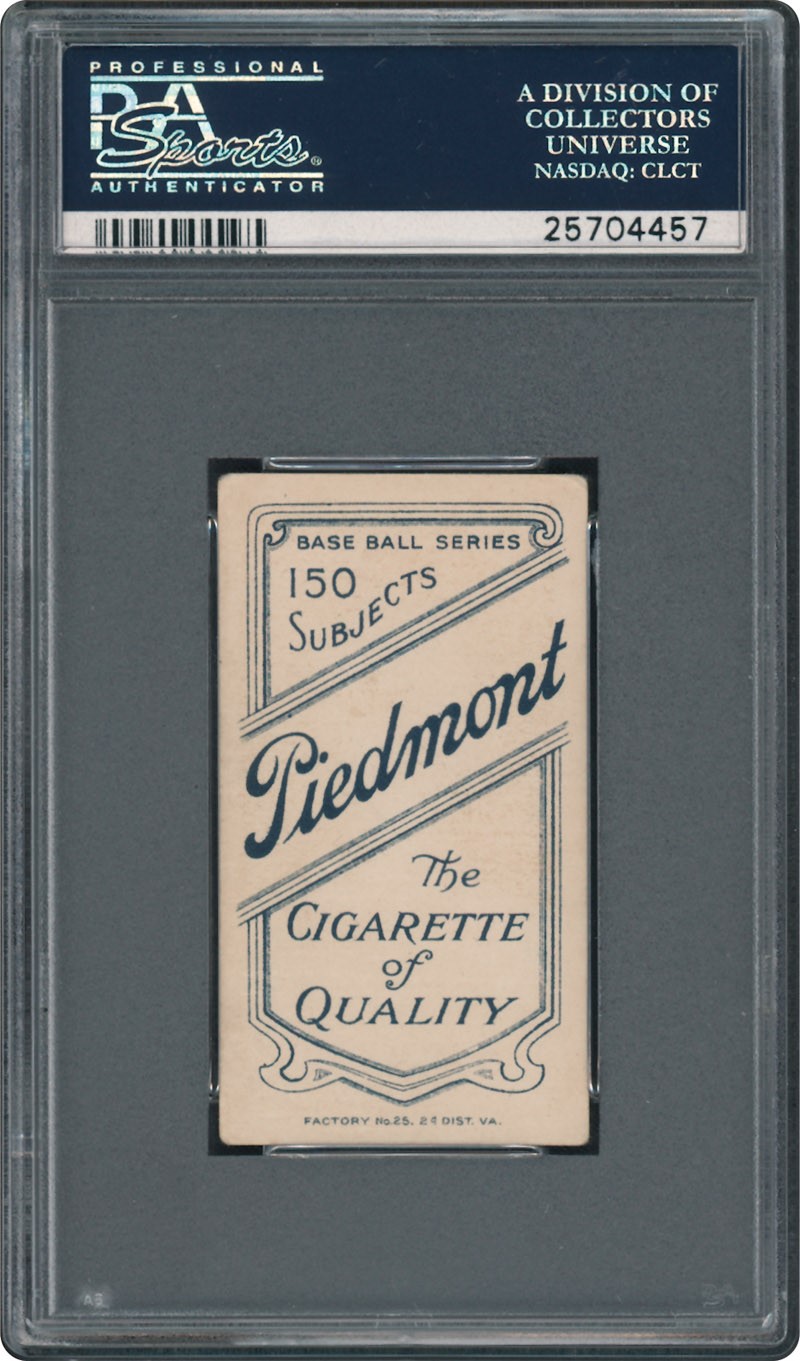 PROFESSIONAL
PSA
Sports®
AUTHENTICATOR
A DIVISION OF
COLLECTORS
UNIVERSE
NASDAQ: CLCT
25704457
BASE BALL SERIES
150
SUBJECTS
Piedmont
The
CIGARETTE
of
QUALITY
FACTORY No. 25, 2d DIST. VA.